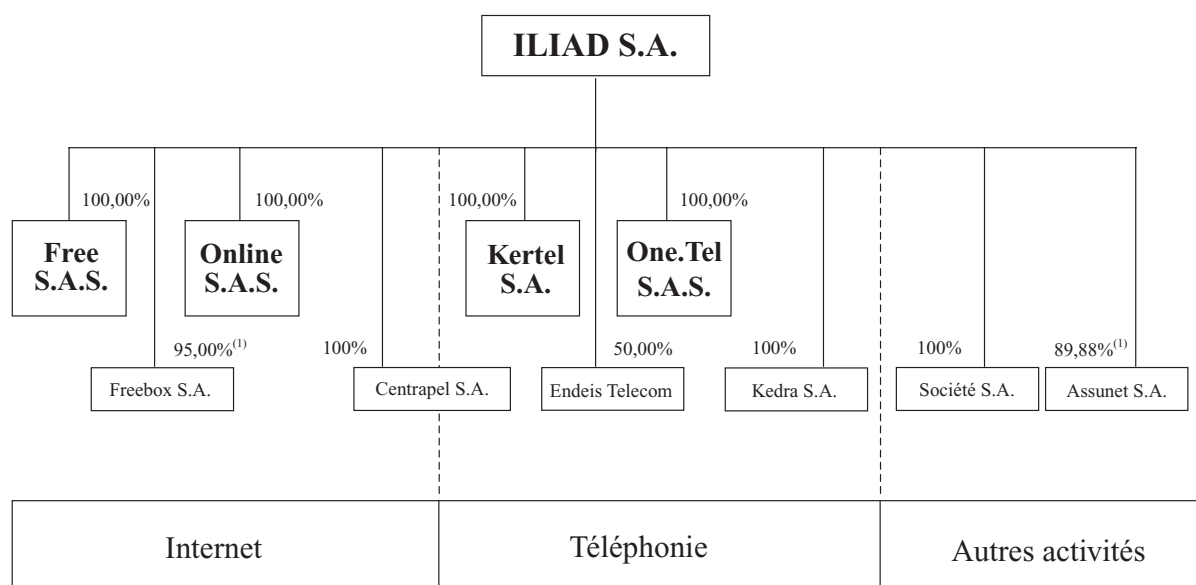 ILIAD S.A.
100,00%
100,00%
100,00%
100,00%
Free
S.A.S.
Online
S.A.S.
Kertel
S.A.
One.Tel
S.A.S.
95,00%(1)
100%
50,00%
100%
100%
89,88%(1)
Freebox S.A.
Centrapel S.A.
Endeis Telecom
Kedra S.A.
Société S.A.
Assunet S.A.
Internet
Téléphonie
Autres activités